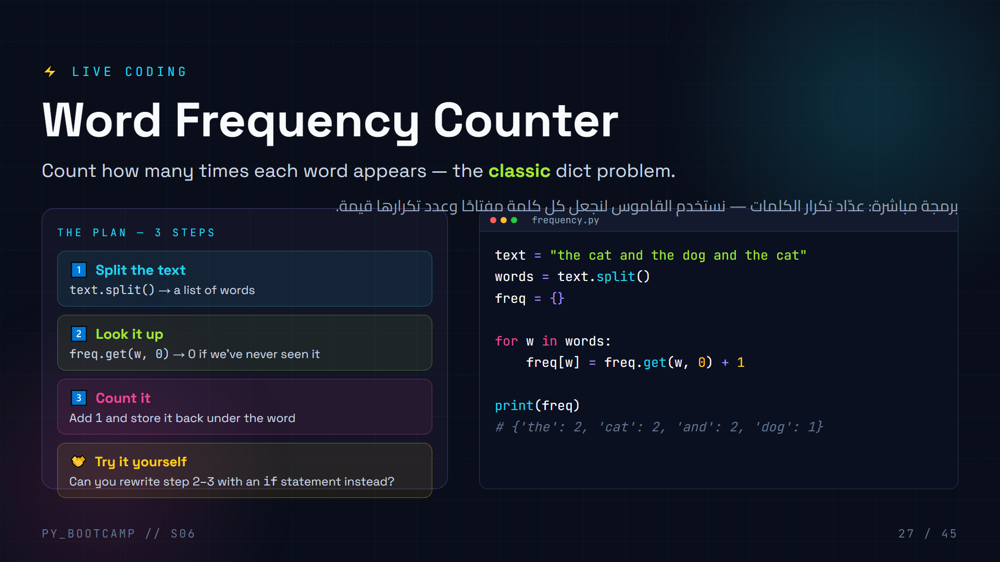 ⚡ LIVE CODING
Word Frequency Counter
Count how many times each word appears — the classic dict problem.
برمجة مباشرة: عدّاد تكرار الكلمات — نستخدم القاموس لنجعل كل كلمة مفتاحًا وعدد تكرارها قيمة.
THE PLAN — 3 STEPS
1 Split the text
text.split() → a list of words
2 Look it up
freq.get(w, 0) → 0 if we've never seen it
3 Count it
Add 1 and store it back under the word
Try it yourself
Can you rewrite step 2–3 with an if statement instead?
frequency.py
text = "the cat and the dog and the cat"
words = text.split()
freq = {}
for w in words:
    freq[w] = freq.get(w, 0) + 1
print(freq)
# {'the': 2, 'cat': 2, 'and': 2, 'dog': 1}
PY_BOOTCAMP // S06
27 / 45